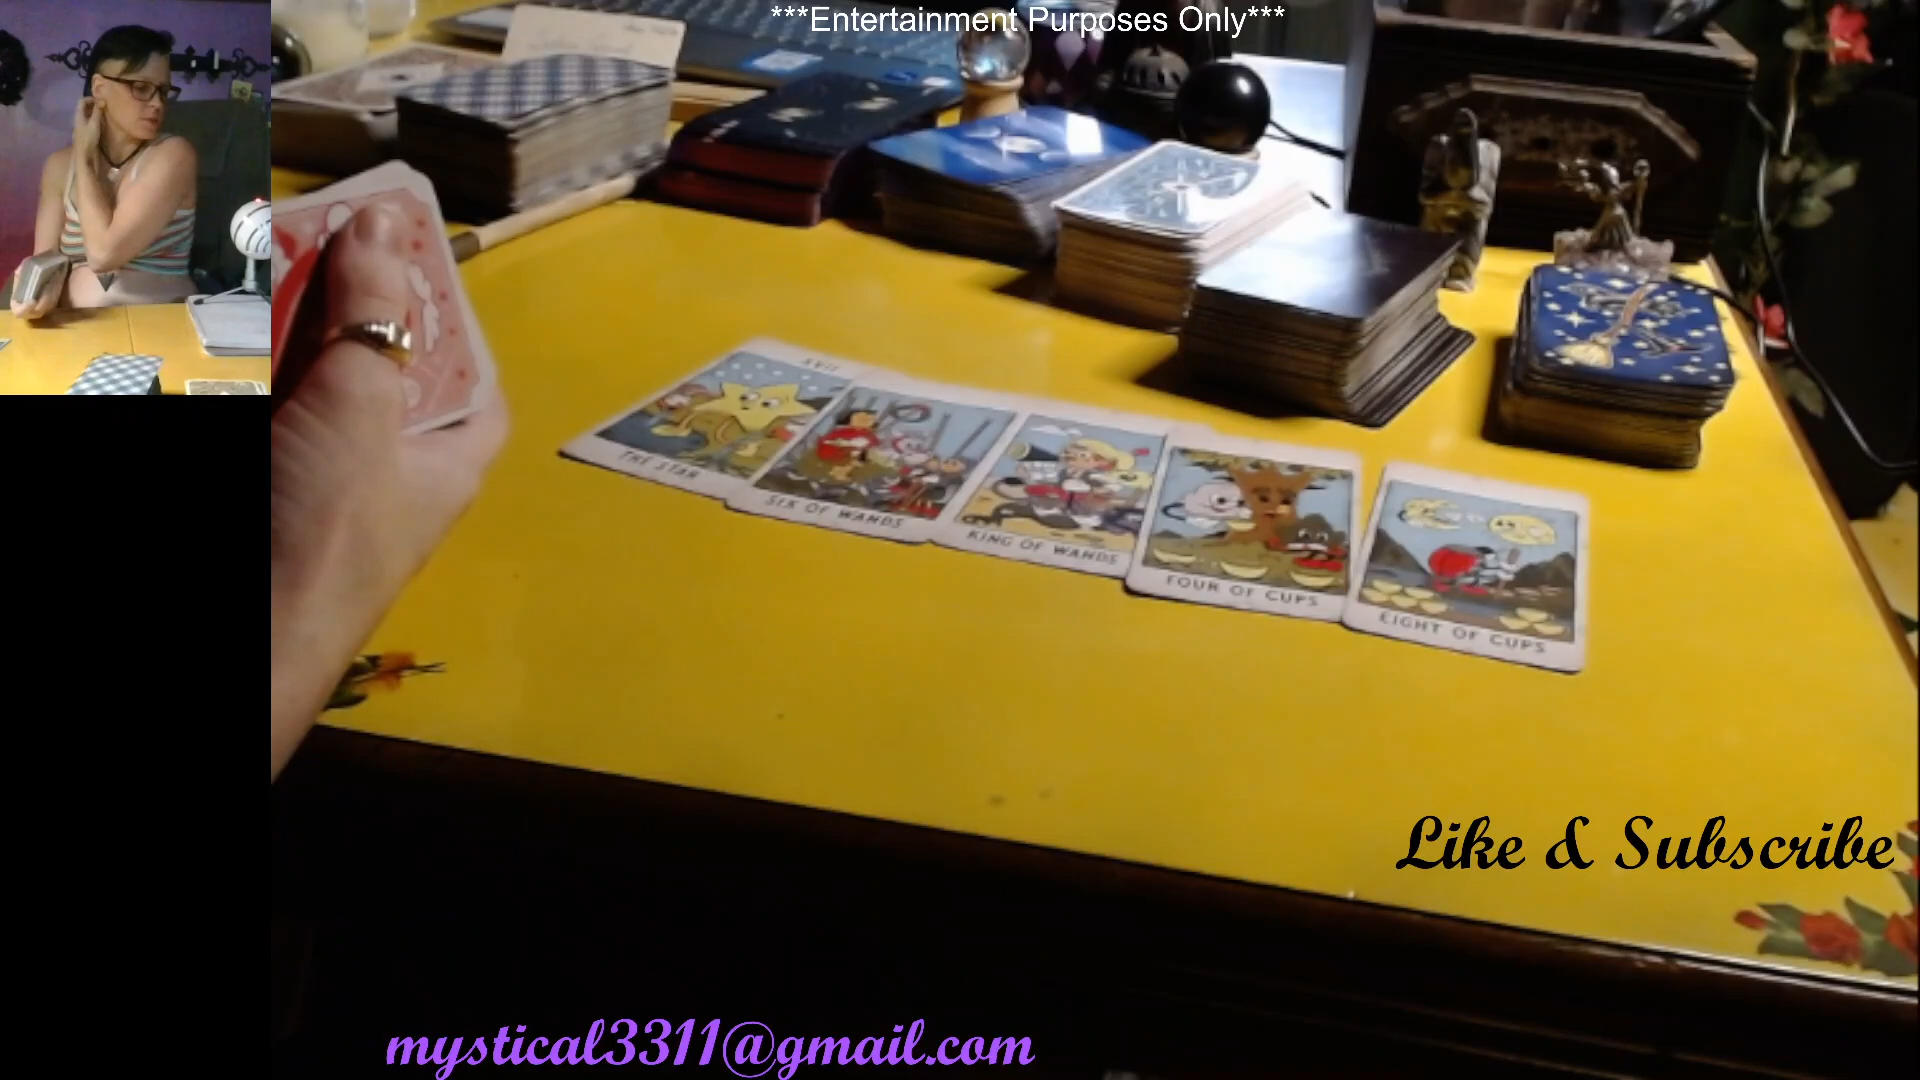 ***Entertainment Purposes Only***
XVII
THE STAR
SIX OF WANDS
KING OF WANDS
FOUR OF CUPS
EIGHT OF CUPS
Like & Subscribe
mystical3311@gmail.com